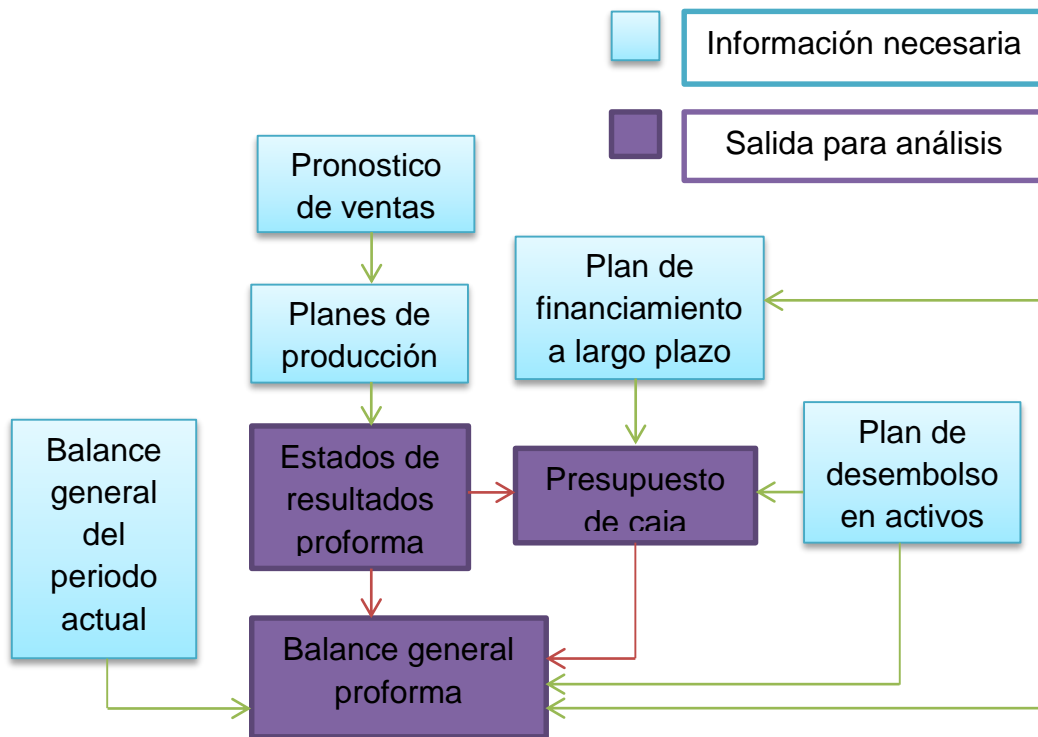 Información necesaria
Salida para análisis
Pronostico
de ventas
Planes de
producción
Plan de
financiamiento
a largo plazo
Balance
general
del
periodo
actual
Estados de
resultados
proforma
Presupuesto
de caja
Plan de
desembolso
en activos
Balance general
proforma